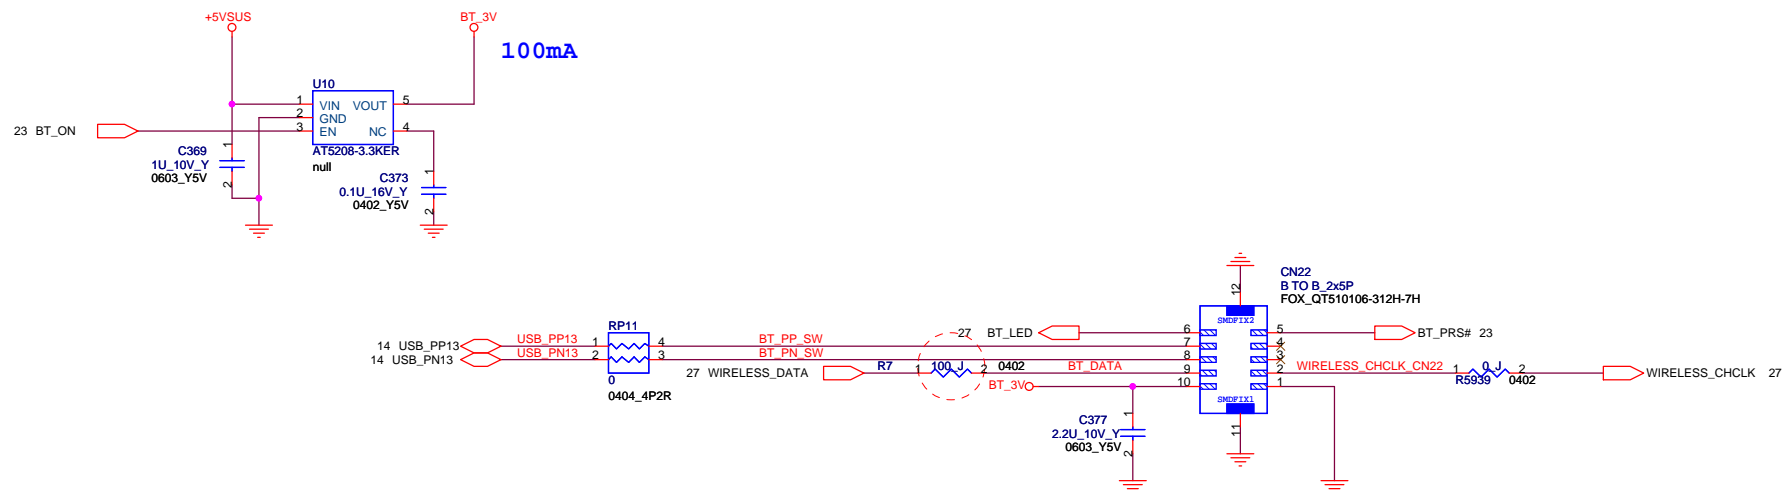 +5VSUS
BT_3V
100mA
U10
1 VIN VOUT 5
2 GND
3 EN NC 4
23 BT_ON
AT5208-3.3KER
null
C369
1U_10V_Y
0603_Y5V
1
2
C373
0.1U_16V_Y
0402_Y5V
1
2
CN22
B TO B_2x5P
FOX_QT510106-312H-7H
12
SMDFIX2
RP11
27 BT_LED 6 5 BT_PRS# 23
14 USB_PP13 USB_PP13 1 4 BT_PP_SW 7 4
14 USB_PN13 USB_PN13 2 3 BT_PN_SW 8 3
27 WIRELESS_DATA R7 1 100_J 2 0402 BT_DATA 9 2 WIRELESS_CHCLK_CN22 1 0_J 2 WIRELESS_CHCLK 27
R5939 0402
0
0404_4P2R
BT_3V 10 1
SMDFIX1
11
C377
2.2U_10V_Y
0603_Y5V
1
2